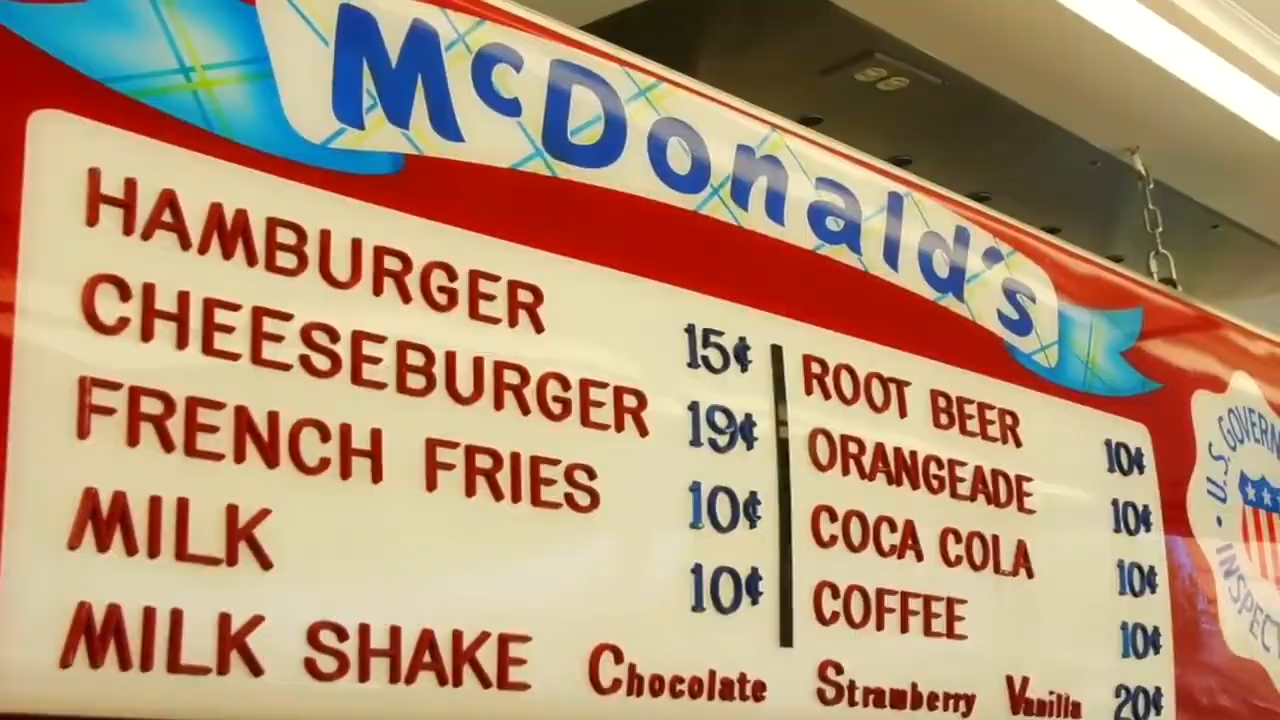 McDonald's
HAMBURGER 15¢
CHEESEBURGER 19¢
FRENCH FRIES 10¢
MILK 10¢
ROOT BEER 10¢
ORANGEADE 10¢
COCA COLA 10¢
COFFEE 10¢
MILK SHAKE Chocolate Strawberry Vanilla 20¢
U.S. GOVERN
INSPECT